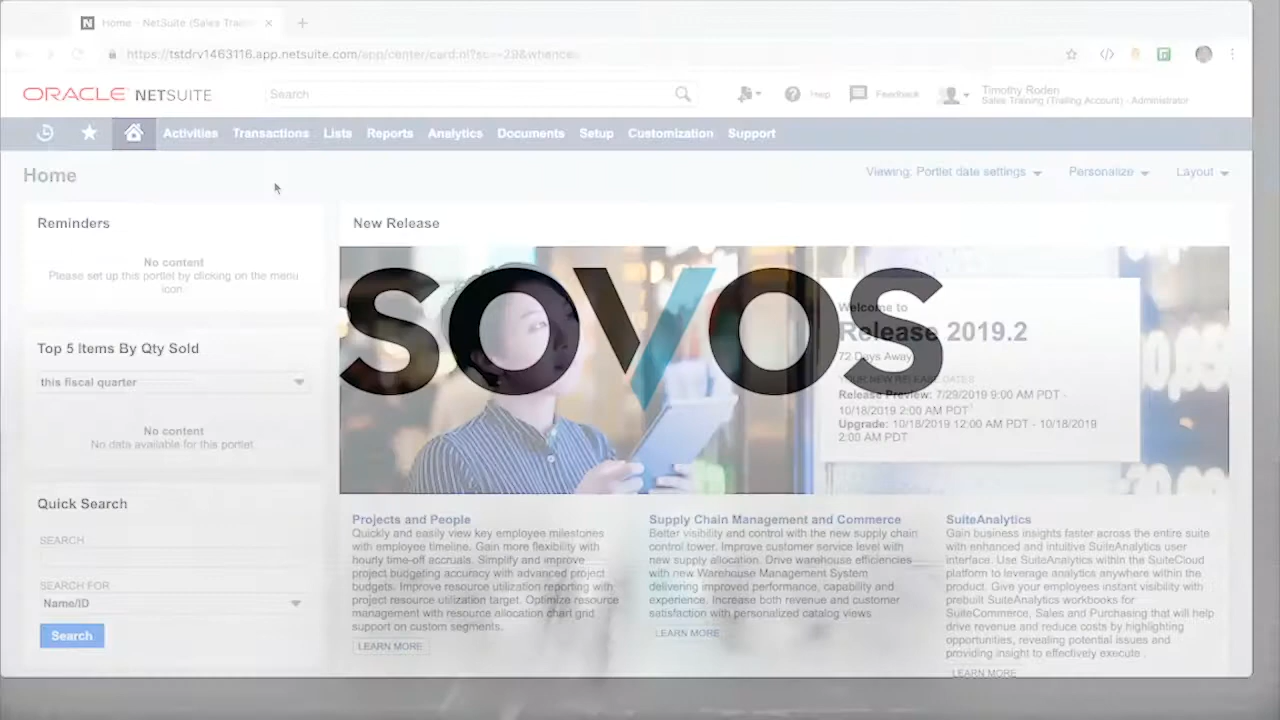 Home - NetSuite (Sales Train
https://tstdrv1463116.app.netsuite.com/app/center/card.nl?sc=-29&whence=
ORACLE NETSUITE
Search
Help
Feedback
Timothy Roden
Sales Training (Trailing Account) - Administrator
Activities Transactions Lists Reports Analytics Documents Setup Customization Support
Home
Viewing: Portlet date settings
Personalize
Layout
Reminders
No content
Please set up this portlet by clicking on the menu
icon.
Top 5 Items By Qty Sold
this fiscal quarter
No content
No data available for this portlet.
Quick Search
SEARCH
SEARCH FOR
Name/ID
Search
New Release
SOVOS
Welcome to
Release 2019.2
72 Days Away
YOUR NEW RELEASE DATES
Release Preview: 7/29/2019 9:00 AM PDT -
10/18/2019 2:00 AM PDT
Upgrade: 10/18/2019 12:00 AM PDT - 10/18/2019
2:00 AM PDT
Projects and People
Quickly and easily view key employee milestones
with employee timeline. Gain more flexibility with
hourly time-off accruals. Simplify and improve
project budgeting accuracy with advanced project
budgets. Improve resource utilization reporting with
project resource utilization target. Optimize resource
management with resource allocation chart grid
support on custom segments.
LEARN MORE
Supply Chain Management and Commerce
Better visibility and control with the new supply chain
control tower. Improve customer service level with
new supply allocation. Drive warehouse efficiencies
with new Warehouse Management System
delivering improved performance, capability and
experience. Increase both revenue and customer
satisfaction with personalized catalog views
LEARN MORE
SuiteAnalytics
Gain business insights faster across the entire suite
with enhanced and intuitive SuiteAnalytics user
interface. Use SuiteAnalytics within the SuiteCloud
platform to leverage analytics anywhere within the
product. Give your employees instant visibility with
prebuilt SuiteAnalytics workbooks for
SuiteCommerce, Sales and Purchasing that will help
drive revenue and reduce costs by highlighting
opportunities, revealing potential issues and
providing insight to effectively execute .
LEARN MORE